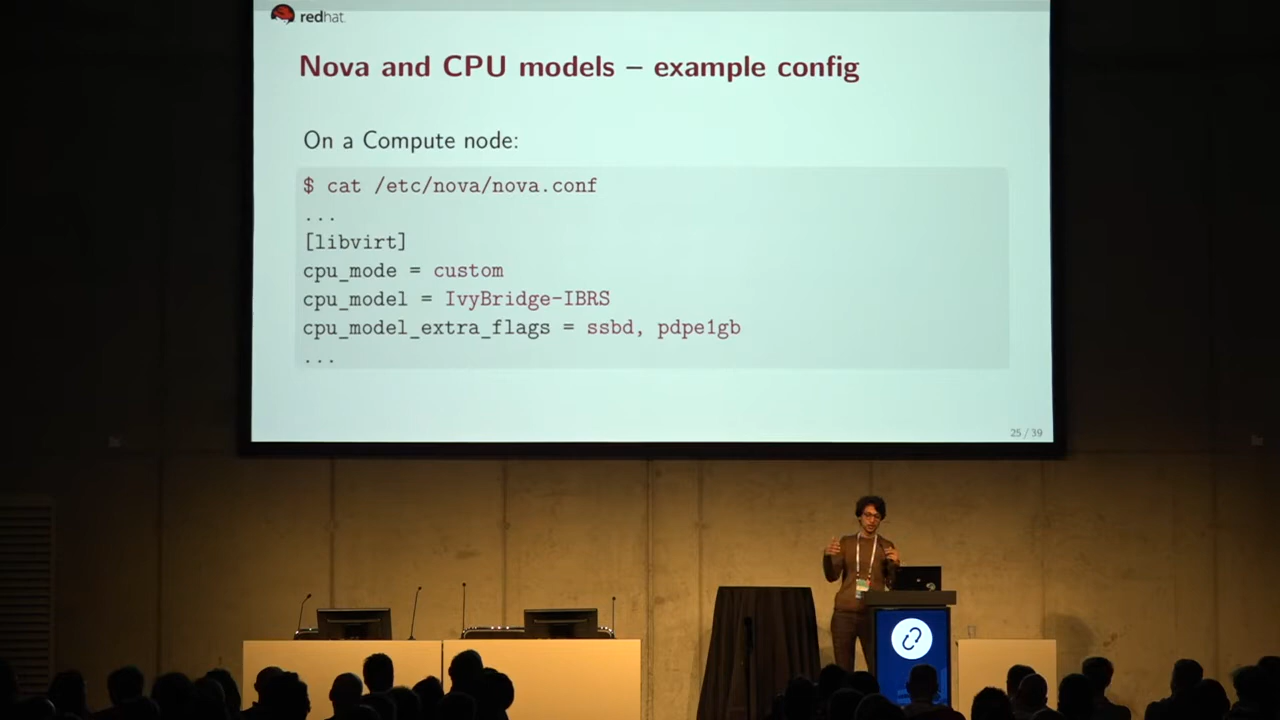 redhat.
Nova and CPU models – example config
On a Compute node:
$ cat /etc/nova/nova.conf
...
[libvirt]
cpu_mode = custom
cpu_model = IvyBridge-IBRS
cpu_model_extra_flags = ssbd, pdpe1gb
...
25 / 39